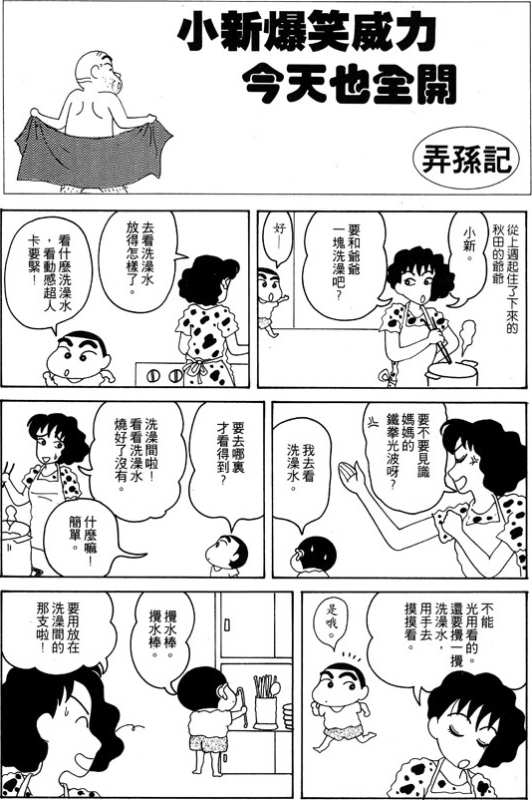 小新爆笑威力
今天也全開
弄孫記
從上週起住了下來的
秋田的爺爺
小新。
要和爺爺
一塊洗澡吧？
好—
去看洗澡水
放得怎樣了。
看什麼洗澡水
，看動感超人
卡要緊！
要不要見識
媽媽的
鐵拳光波呀？
我去看
洗澡水。
要去哪裏
才看得到？
洗澡間啦！
看看洗澡水
燒好了沒有。
什麼嘛！
簡單。
不能
光用看的。
還要攪一攪
洗澡水，
用手去
摸摸看。
是哦。
攪水棒。
攪水棒。
要用放在
洗澡間的
那支啦！